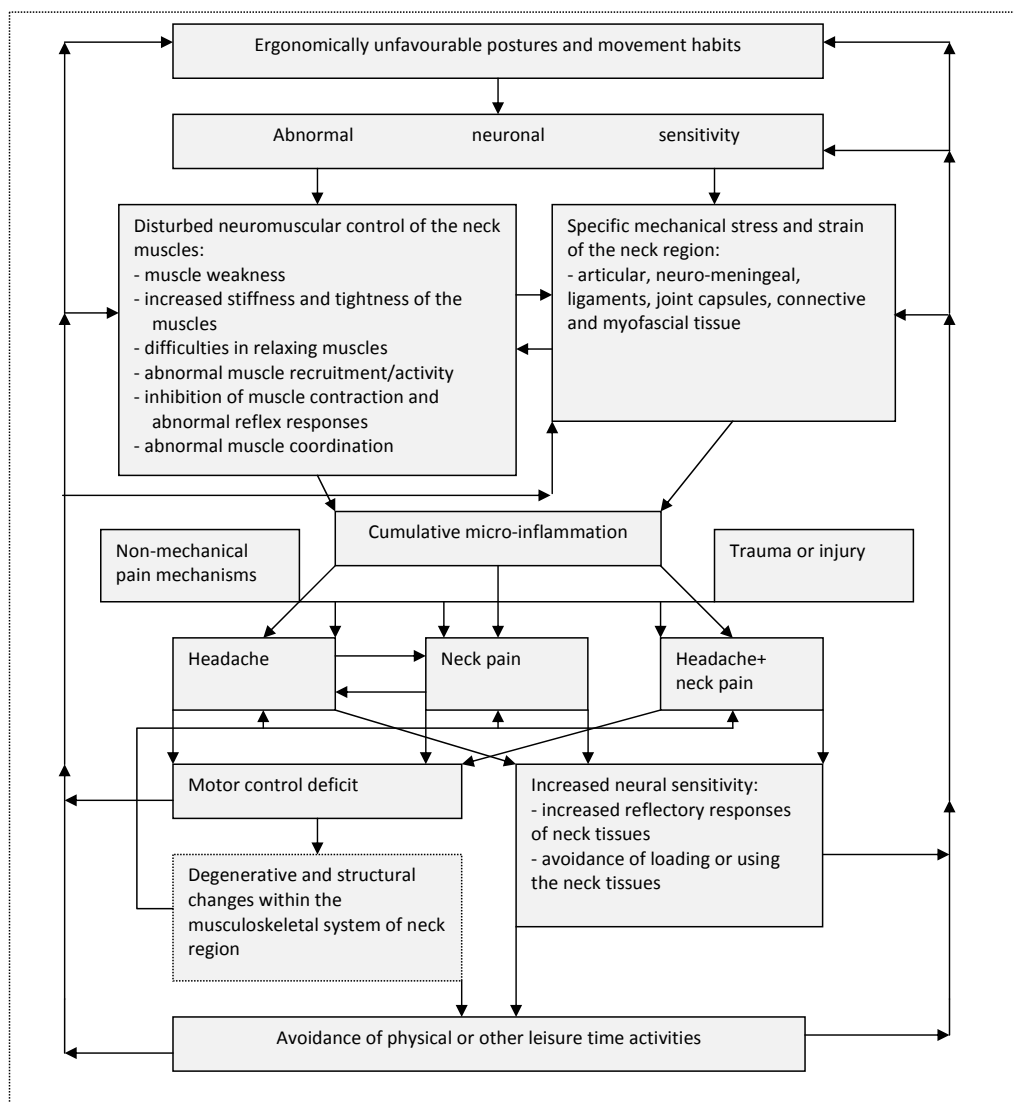 Ergonomically unfavourable postures and movement habits
Abnormal neuronal sensitivity
Disturbed neuromuscular control of the neck
muscles:
- muscle weakness
- increased stiffness and tightness of the
muscles
- difficulties in relaxing muscles
- abnormal muscle recruitment/activity
- inhibition of muscle contraction and
abnormal reflex responses
- abnormal muscle coordination
Specific mechanical stress and strain
of the neck region:
- articular, neuro-meningeal,
ligaments, joint capsules, connective
and myofascial tissue
Cumulative micro-inflammation
Non-mechanical
pain mechanisms
Trauma or injury
Headache
Neck pain
Headache+
neck pain
Motor control deficit
Increased neural sensitivity:
- increased reflectory responses
of neck tissues
- avoidance of loading or using
the neck tissues
Degenerative and structural
changes within the
musculoskeletal system of neck
region
Avoidance of physical or other leisure time activities